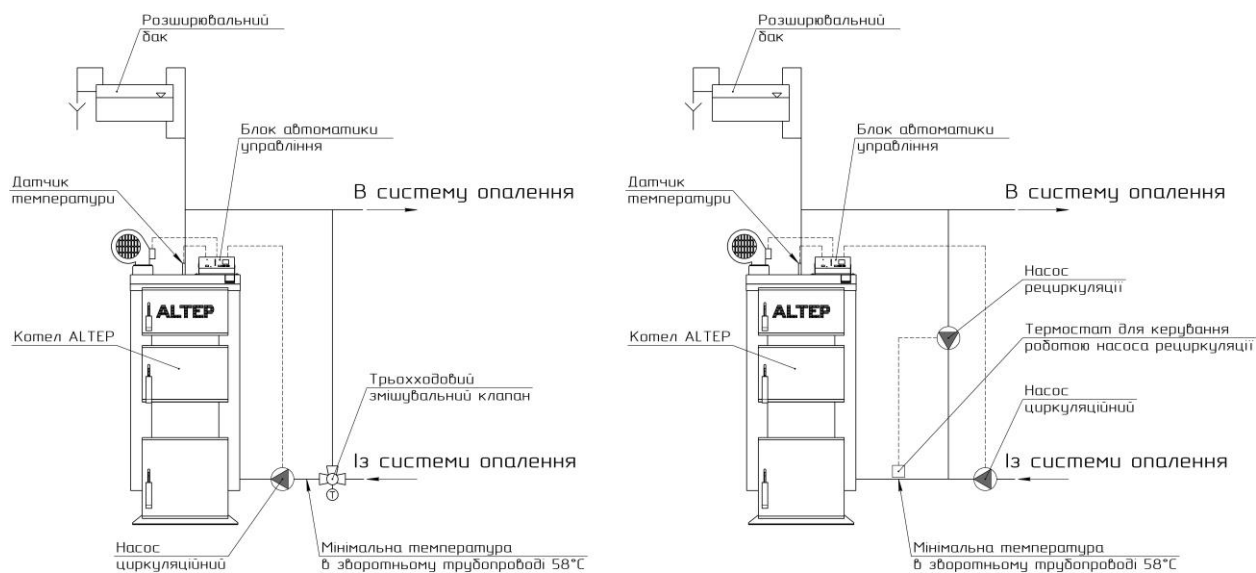 Розширювальний
бак
Блок автоматики
управління
Датчик
температури
В систему опалення
ALTEP
Котел ALTEP
Трьохходовий
змішувальний клапан
Із системи опалення
T
Насос
циркуляційний
Мінімальна температура
в зворотньому трубопроводі 58°C
Розширювальний
бак
Блок автоматики
управління
Датчик
температури
В систему опалення
Насос
рециркуляції
ALTEP
Термостат для керування
роботою насоса рециркуляції
Котел ALTEP
Насос
циркуляційний
Із системи опалення
Мінімальна температура
в зворотньому трубопроводі 58°C